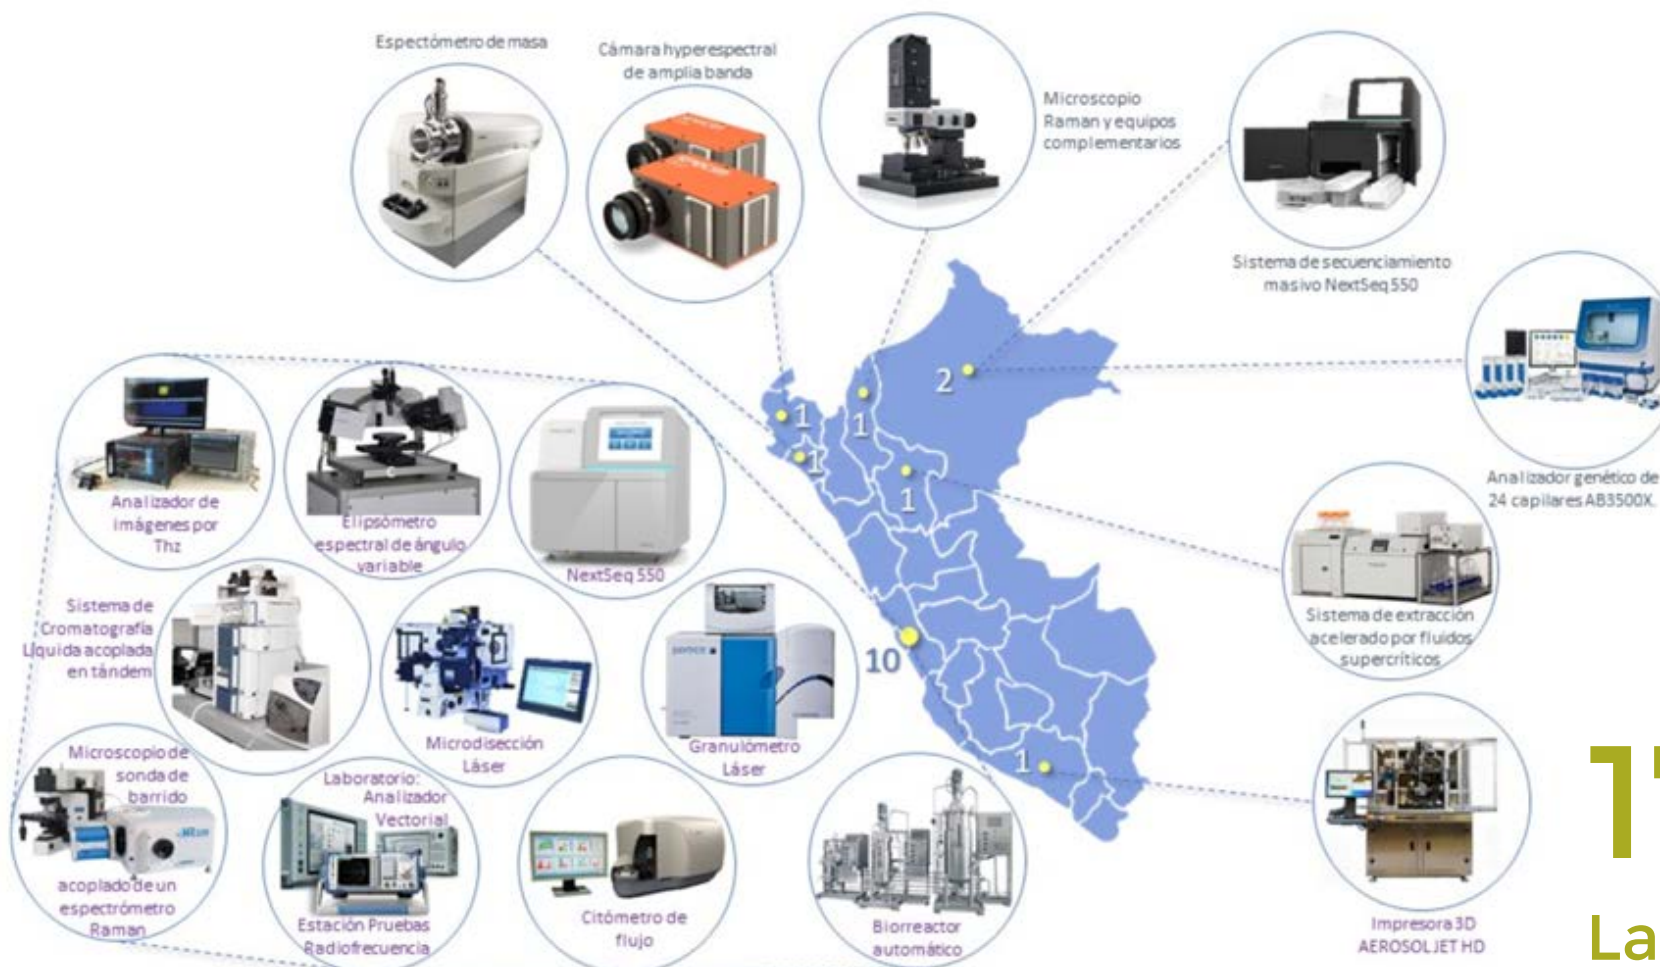 Espectómetro de masa
Cámara hyperespectral
de amplia banda
Microscopio
Raman y equipos
complementarios
Sistema de secuenciamiento
masivo NextSeq 550
Analizador genético de
24 capilares AB3500X.
Sistema de extracción
acelerado por fluidos
supercríticos
Impresora 3D
AEROSOL JET HD
2
1
1
1
1
10
1
Analizador de
imágenes por
Thz
Elipsómetro
espectral de ángulo
variable
NextSeq 550
Sistema de
Cromatografía
Líquida acoplada
en tándem
Microdisección
Láser
Granulómetro
Láser
Microscopio de
sonda de
barrido
acoplado de un
espectrómetro
Raman
Laboratorio:
Analizador
Vectorial
Estación Pruebas
Radiofrecuencia
Citómetro de
flujo
Biorreactor
automático
La